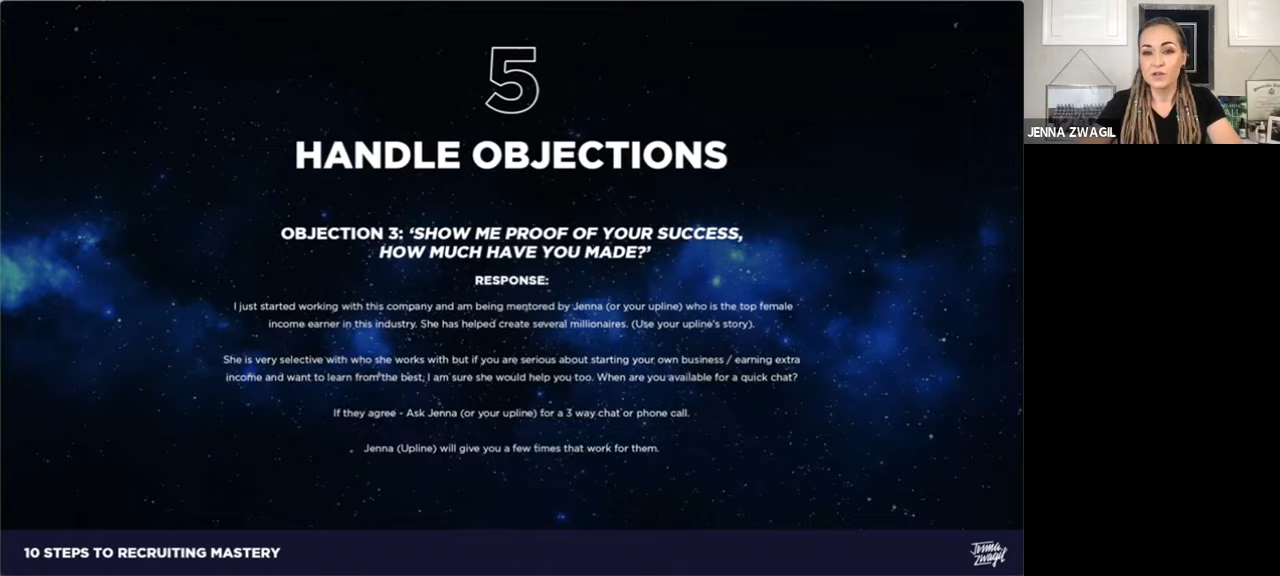 5
HANDLE OBJECTIONS
OBJECTION 3: ‘SHOW ME PROOF OF YOUR SUCCESS,
HOW MUCH HAVE YOU MADE?’
RESPONSE:
I just started working with this company and am being mentored by Jenna (or your upline) who is the top female
income earner in this industry. She has helped create several millionaires. (Use your upline's story).
She is very selective with who she works with but if you are serious about starting your own business / earning extra
income and want to learn from the best, I am sure she would help you too. When are you available for a quick chat?
If they agree - Ask Jenna (or your upline) for a 3 way chat or phone call.
Jenna (Upline) will give you a few times that work for them.
10 STEPS TO RECRUITING MASTERY
Jenna
Zwagil
JENNA ZWAGIL